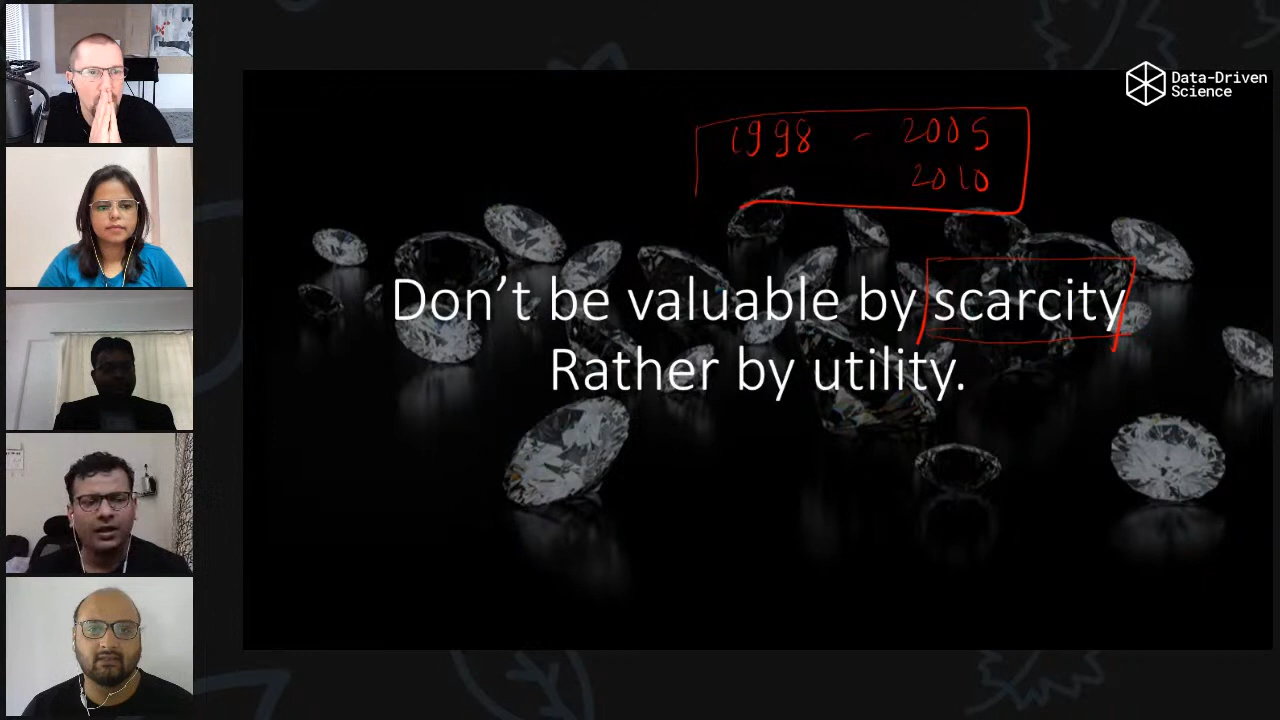 Data-Driven
Science
1998 - 2005
2010
Don't be valuable by scarcity
Rather by utility.